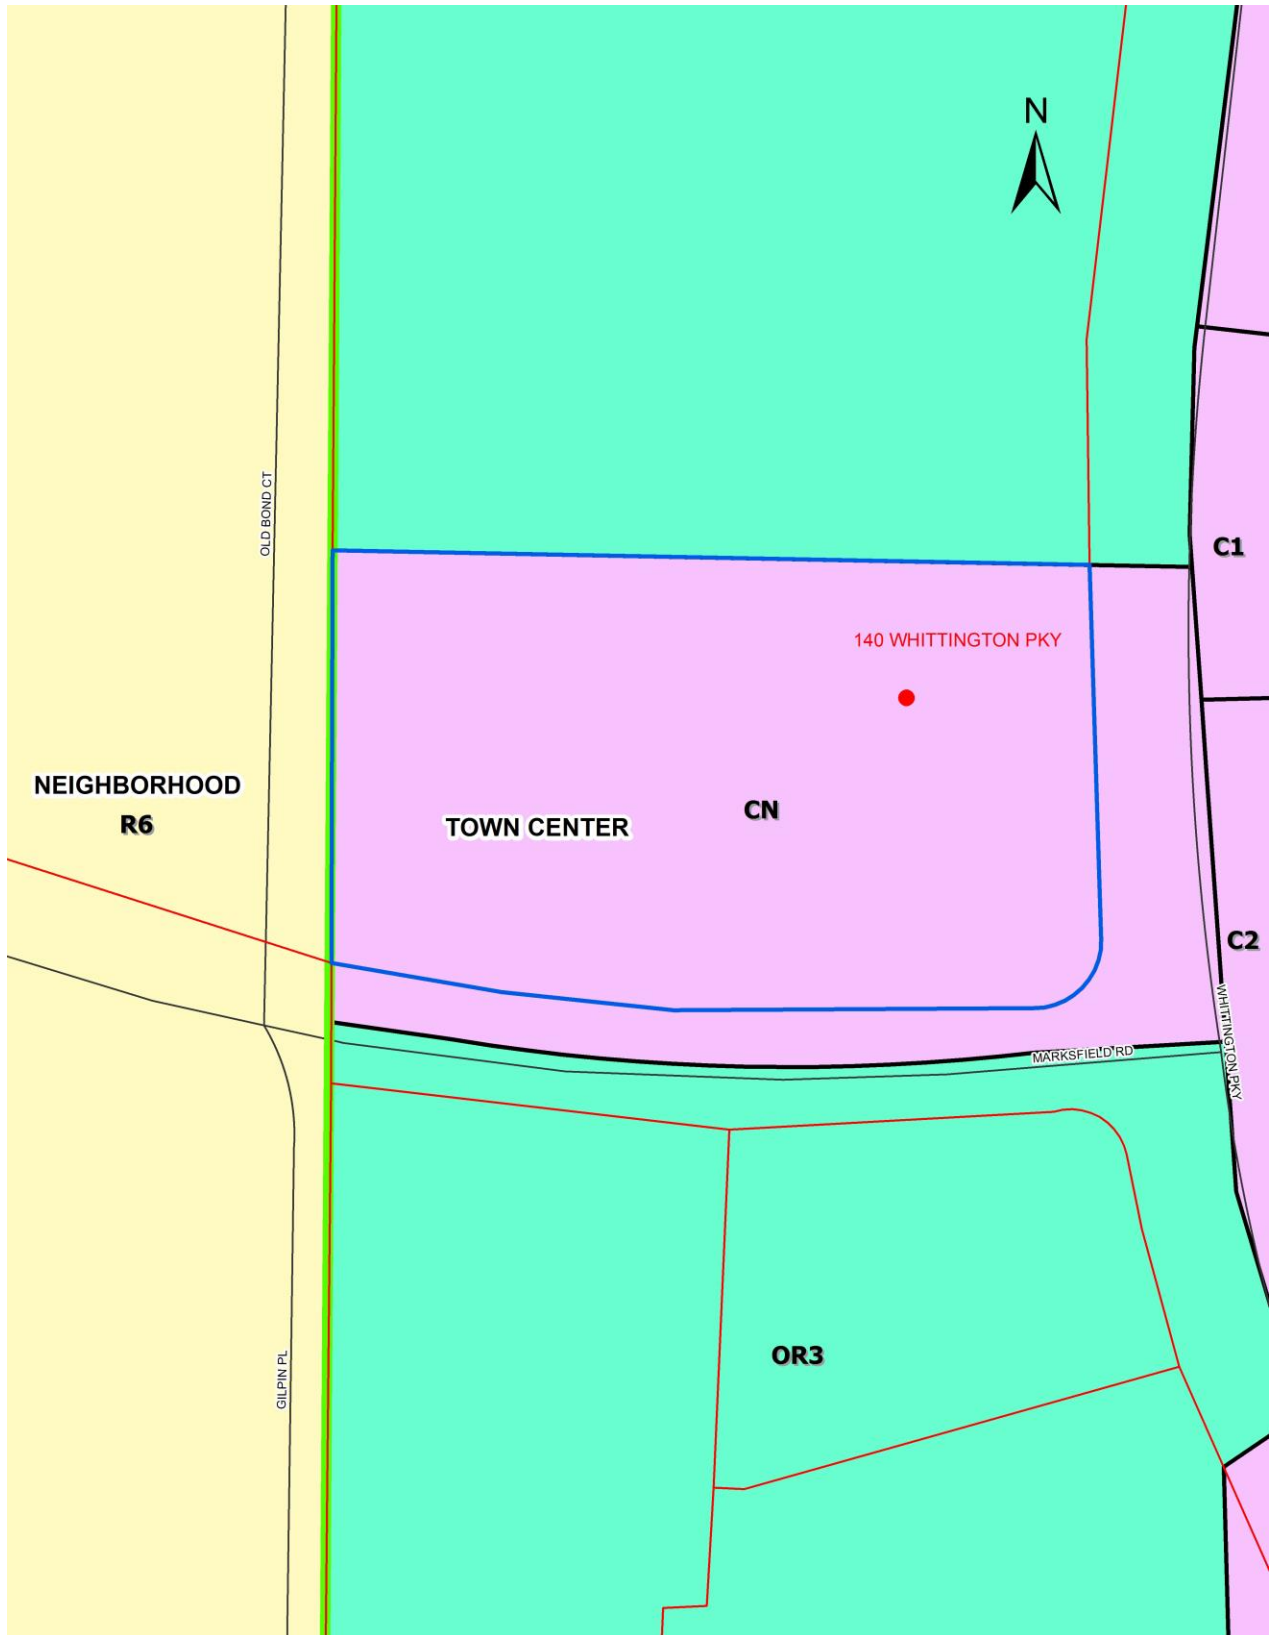 N
OLD BOND CT
C1
140 WHITTINGTON PKY
NEIGHBORHOOD
R6
TOWN CENTER
CN
C2
WHITTINGTON PKY
MARKSFIELD RD
OR3
GILPIN PL